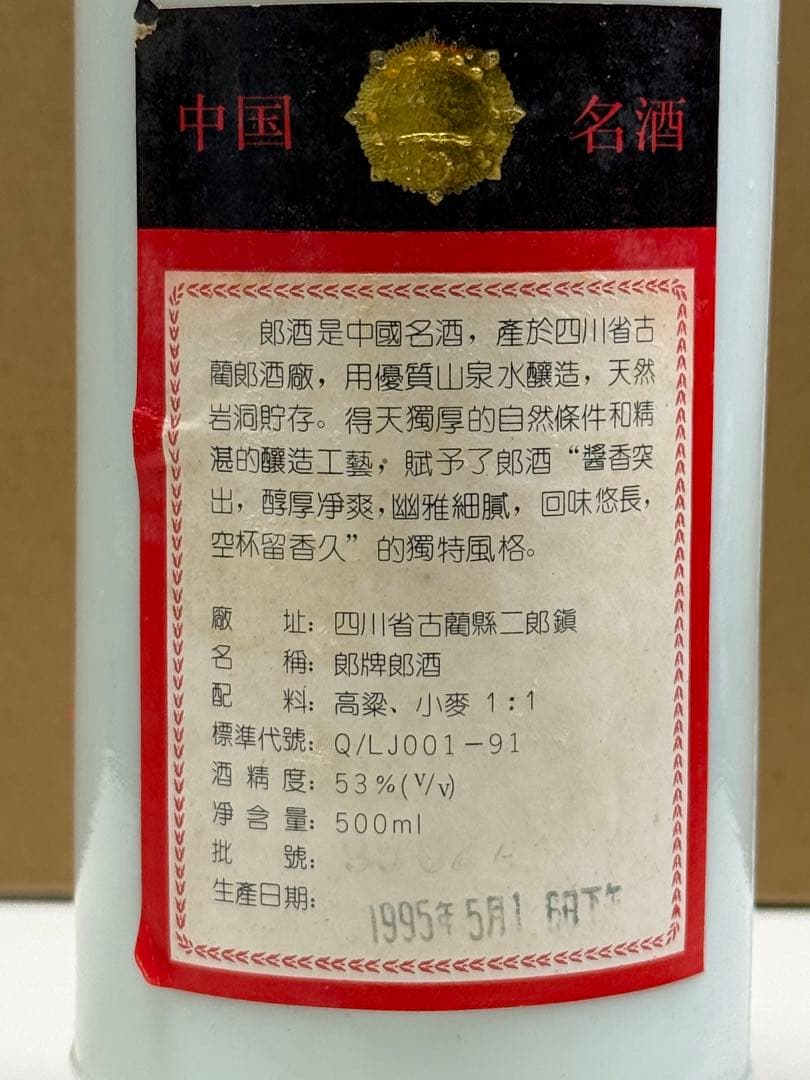 中国 名酒
郎酒是中國名酒，產於四川省古
藺郎酒廠，用優質山泉水釀造，天然
岩洞貯存。得天獨厚的自然條件和精
湛的釀造工藝，賦予了郎酒“醬香突
出，醇厚凈爽，幽雅細膩，回味悠長，
空杯留香久”的獨特風格。
廠 址：四川省古藺縣二郎鎮
名 稱：郎牌郎酒
配 料：高粱、小麥 1：1
標準代號：Q/LJ001-91
酒精度：53%(V/V)
凈含量：500ml
批 號：
生產日期：1995年5月16日下午